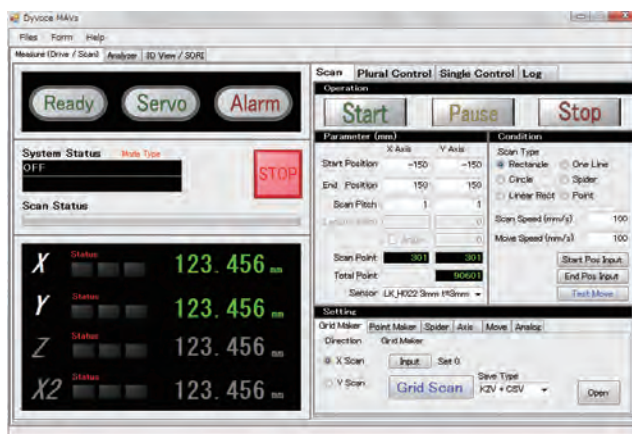 Dyvoce MAVs
Files Form Help
Measure (Drive / Scan) Analyzer 3D View / SORI
Ready Servo Alarm
System Status Mode Type
OFF
STOP
Scan Status
X Status 123.456 mm
Y Status 123.456 mm
Z Status 123.456 mm
X2 Status 123.456 mm
Scan Plural Control Single Control Log
Operation
Start Pause Stop
Parameter (mm)
X Axis Y Axis
Start Position -150 -150
End Position 150 150
Scan Pitch 1 1
0
Angle 0
Scan Point 301 301
Total Point 90601
Sensor LK_H022 3mm
Condition
Scan Type
Rectangle One Line
Circle Spider
Linear Rect Point
Scan Speed (mm/s) 100
Move Speed (mm/s) 100
Start Pos Input
End Pos Input
Test Move
Setting
Grid Maker Point Maker Spider Axis Move Analog
Direction Grid Maker
X Scan Input Set 0
Y Scan Grid Scan Save Type
KZV + CSV Open